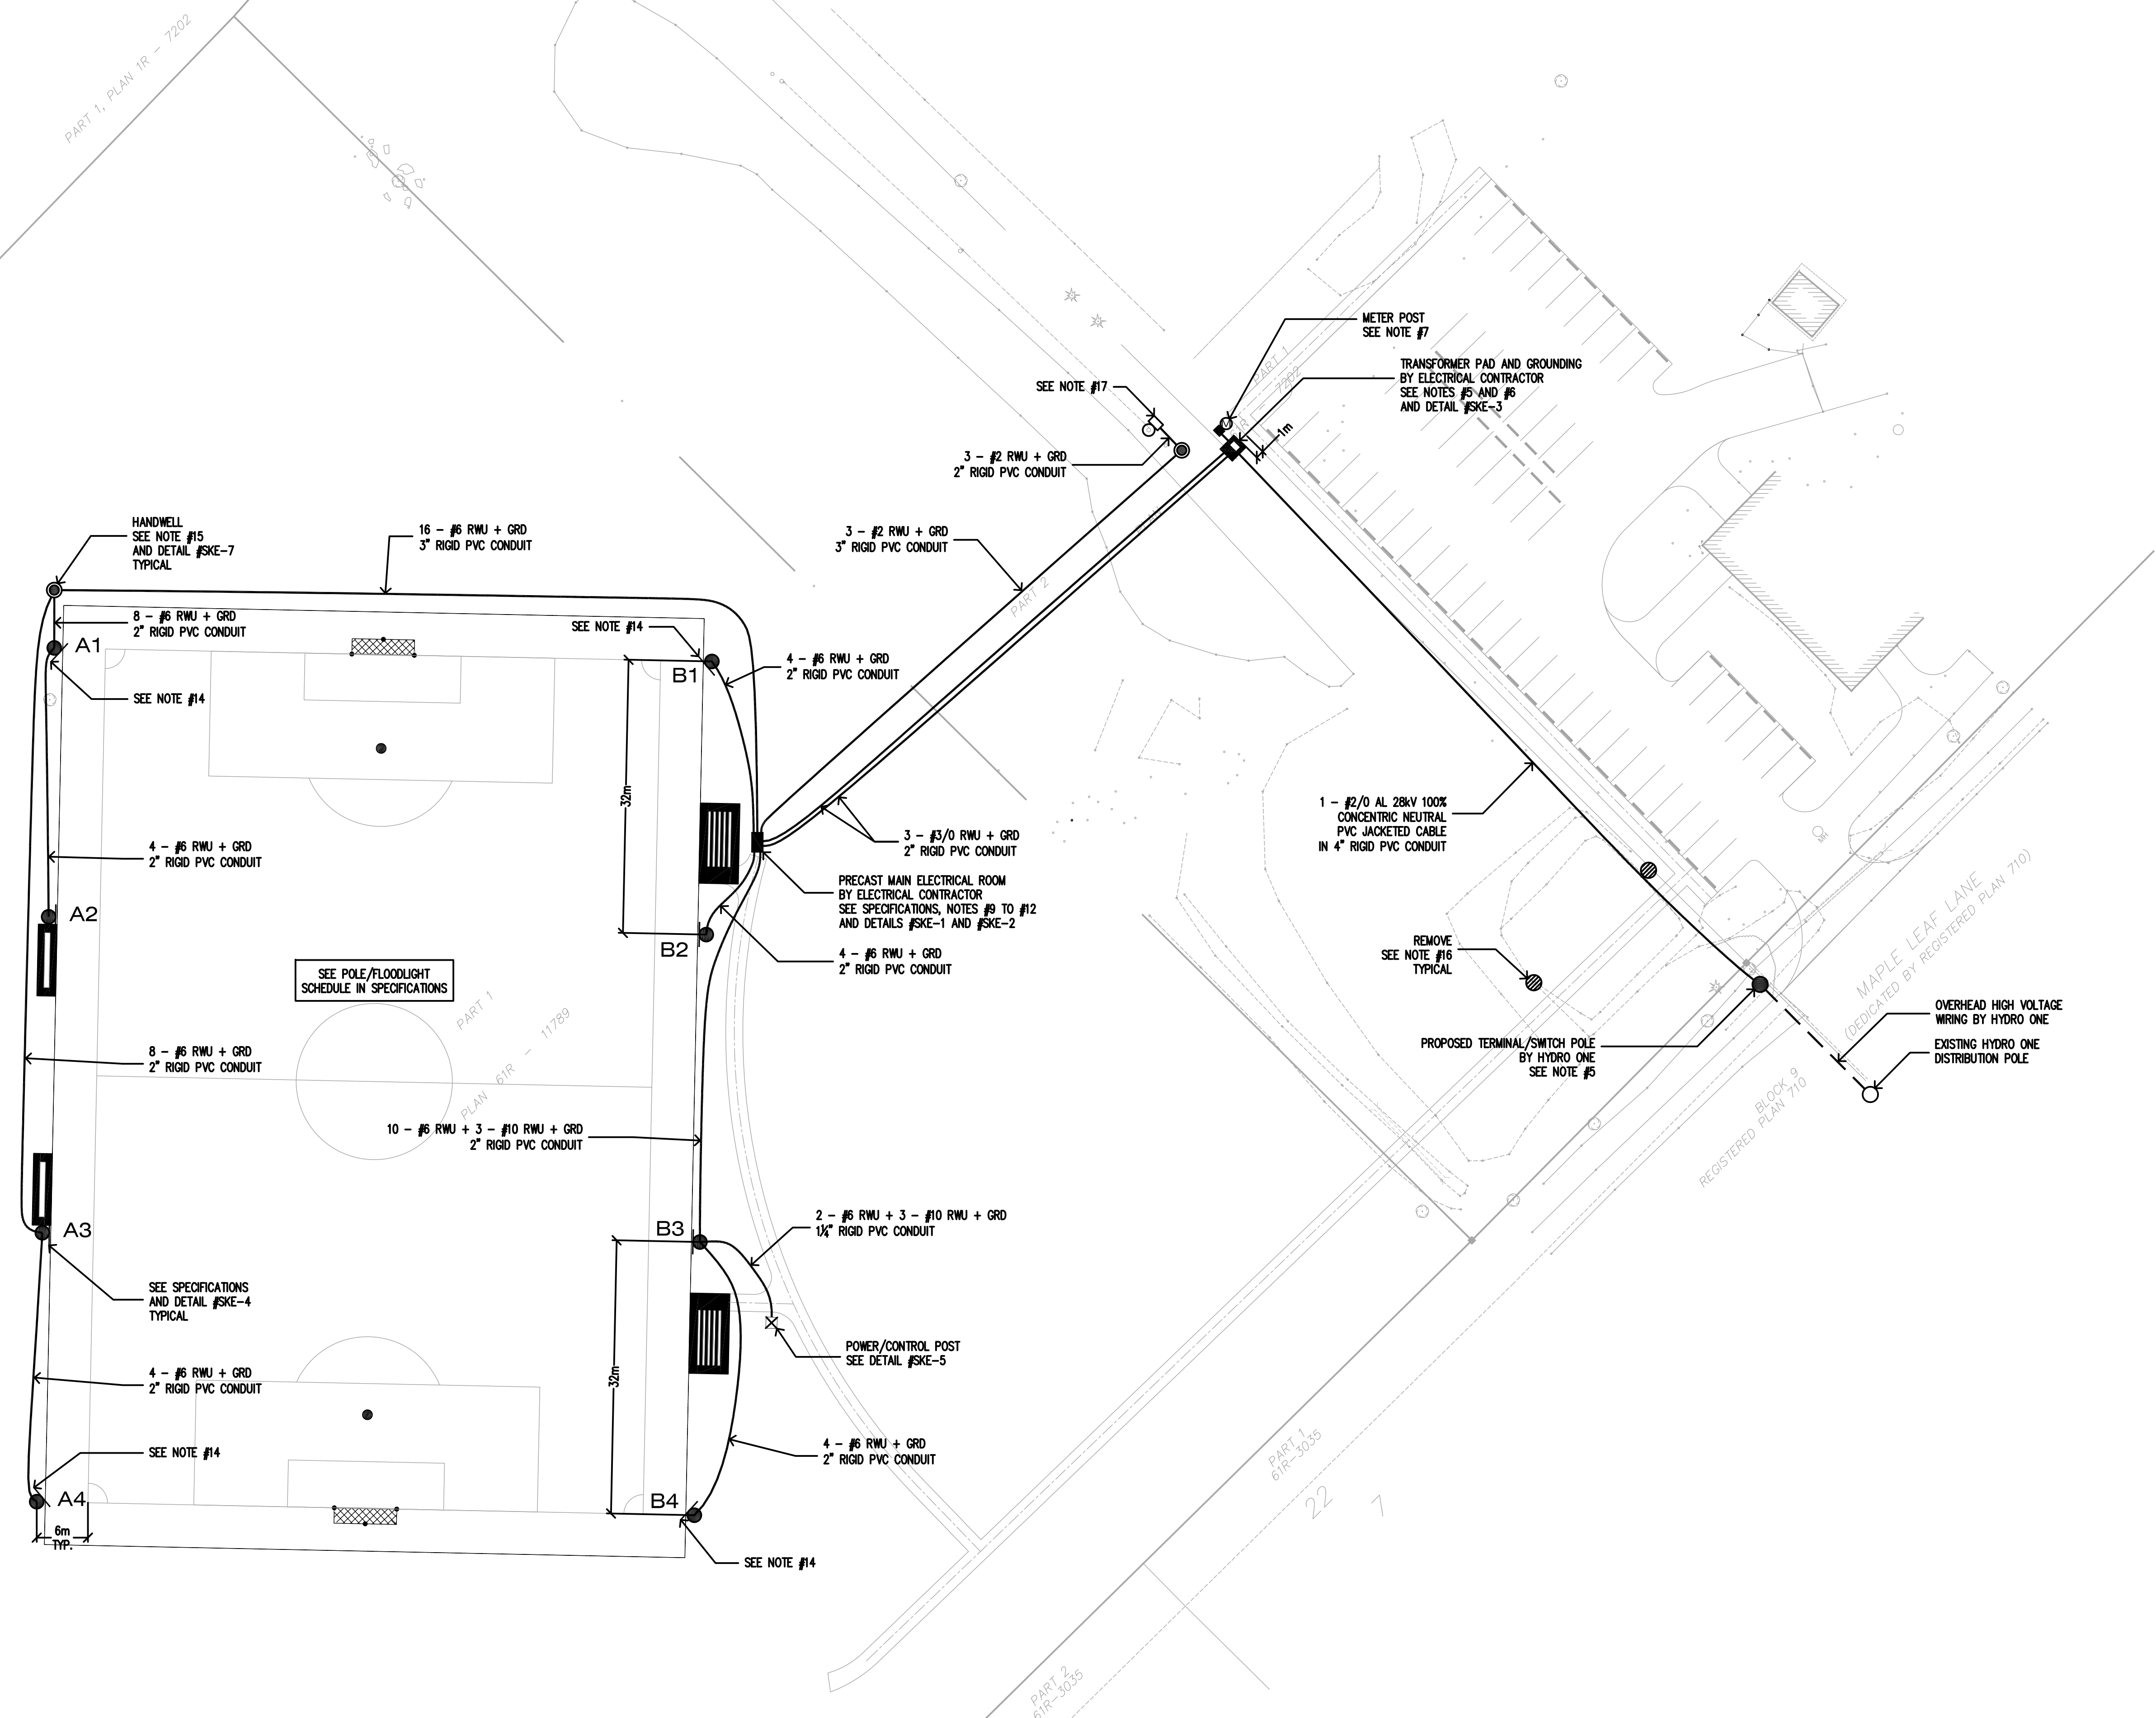 PART 1, PLAN 1R - 7202
METER POST
SEE NOTE #7
PART 1
7202
TRANSFORMER PAD AND GROUNDING
BY ELECTRICAL CONTRACTOR
SEE NOTES #5 AND #6
AND DETAIL #SKE-3
SEE NOTE #17
1m
3 - #2 RWU + GRD
2" RIGID PVC CONDUIT
HANDWELL
SEE NOTE #15
AND DETAIL #SKE-7
TYPICAL
16 - #6 RWU + GRD
3" RIGID PVC CONDUIT
3 - #2 RWU + GRD
3" RIGID PVC CONDUIT
PART 2
8 - #6 RWU + GRD
2" RIGID PVC CONDUIT
A1
SEE NOTE #14
SEE NOTE #14
B1
4 - #6 RWU + GRD
2" RIGID PVC CONDUIT
32m
4 - #6 RWU + GRD
2" RIGID PVC CONDUIT
3 - #3/0 RWU + GRD
2" RIGID PVC CONDUIT
1 - #2/0 AL 28kV 100%
CONCENTRIC NEUTRAL
PVC JACKETED CABLE
IN 4" RIGID PVC CONDUIT
PRECAST MAIN ELECTRICAL ROOM
BY ELECTRICAL CONTRACTOR
SEE SPECIFICATIONS, NOTES #9 TO #12
AND DETAILS #SKE-1 AND #SKE-2
A2
B2
4 - #6 RWU + GRD
2" RIGID PVC CONDUIT
REMOVE
SEE NOTE #16
TYPICAL
MAPLE LEAF LANE
(DEDICATED BY REGISTERED PLAN 710)
SEE POLE/FLOODLIGHT
SCHEDULE IN SPECIFICATIONS
PART 1
PLAN 61R - 11789
OVERHEAD HIGH VOLTAGE
WIRING BY HYDRO ONE
PROPOSED TERMINAL/SWITCH POLE
BY HYDRO ONE
SEE NOTE #5
EXISTING HYDRO ONE
DISTRIBUTION POLE
BLOCK 9
REGISTERED PLAN 710
8 - #6 RWU + GRD
2" RIGID PVC CONDUIT
10 - #6 RWU + 3 - #10 RWU + GRD
2" RIGID PVC CONDUIT
A3
B3
2 - #6 RWU + 3 - #10 RWU + GRD
1¼" RIGID PVC CONDUIT
SEE SPECIFICATIONS
AND DETAIL #SKE-4
TYPICAL
POWER/CONTROL POST
SEE DETAIL #SKE-5
32m
4 - #6 RWU + GRD
2" RIGID PVC CONDUIT
SEE NOTE #14
4 - #6 RWU + GRD
2" RIGID PVC CONDUIT
PART 1
61R-3035
22
7
A4
B4
6m
TYP.
SEE NOTE #14
PART 2
61R-3035